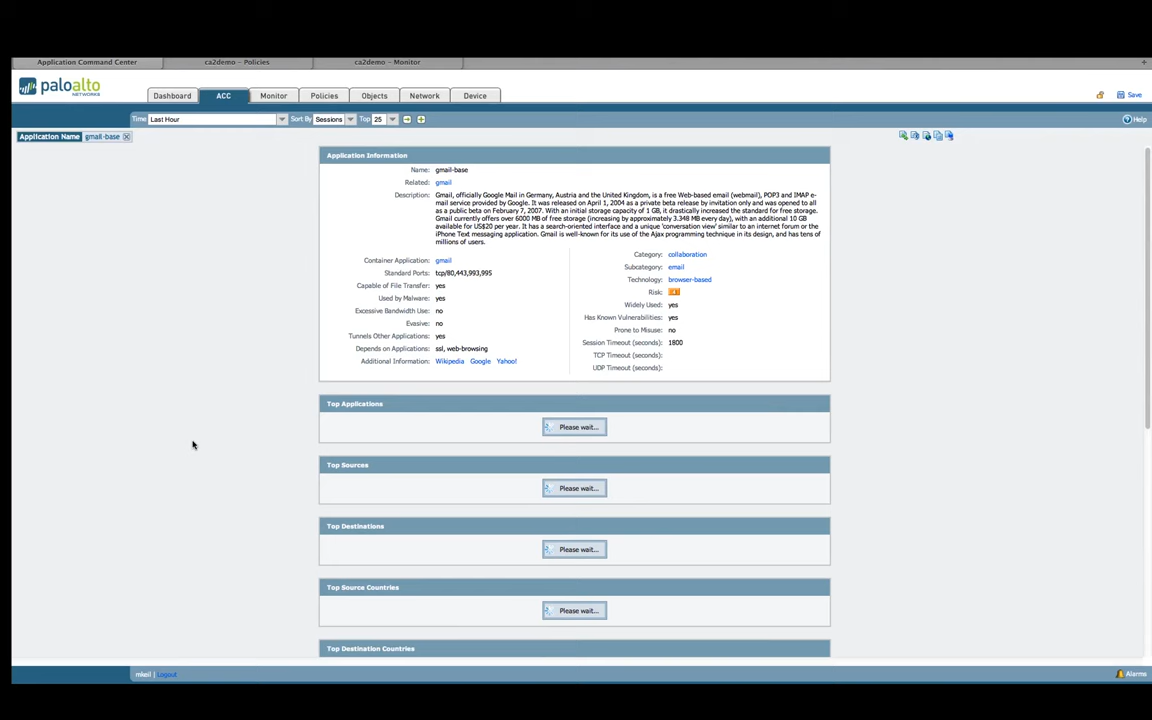 Application Command Center
ca2demo – Policies
ca2demo – Monitor
+
paloalto
NETWORKS
Dashboard
ACC
Monitor
Policies
Objects
Network
Device
Save
Time Last Hour Sort By Sessions Top 25
Help
Application Name gmail-base
Application Information
Name: gmail-base
Related: gmail
Description: Gmail, officially Google Mail in Germany, Austria and the United Kingdom, is a free Web-based email (webmail), POP3 and IMAP e-
mail service provided by Google. It was released on April 1, 2004 as a private beta release by invitation only and was opened to all
as a public beta on February 7, 2007. With an initial storage capacity of 1 GB, it drastically increased the standard for free storage.
Gmail currently offers over 6000 MB of free storage (increasing by approximately 3.348 MB every day), with an additional 10 GB
available for US$20 per year. It has a search-oriented interface and a unique 'conversation view' similar to an internet forum or the
iPhone Text messaging application. Gmail is well-known for its use of the Ajax programming technique in its design, and has tens of
millions of users.
Container Application: gmail
Standard Ports: tcp/80,443,993,995
Capable of File Transfer: yes
Used by Malware: yes
Excessive Bandwidth Use: no
Evasive: no
Tunnels Other Applications: yes
Depends on Applications: ssl, web-browsing
Additional Information: Wikipedia Google Yahoo!
Category: collaboration
Subcategory: email
Technology: browser-based
Risk: 4
Widely Used: yes
Has Known Vulnerabilities: yes
Prone to Misuse: no
Session Timeout (seconds): 1800
TCP Timeout (seconds):
UDP Timeout (seconds):
Top Applications
Please wait...
Top Sources
Please wait...
Top Destinations
Please wait...
Top Source Countries
Please wait...
Top Destination Countries
mkeil | Logout
Alarms